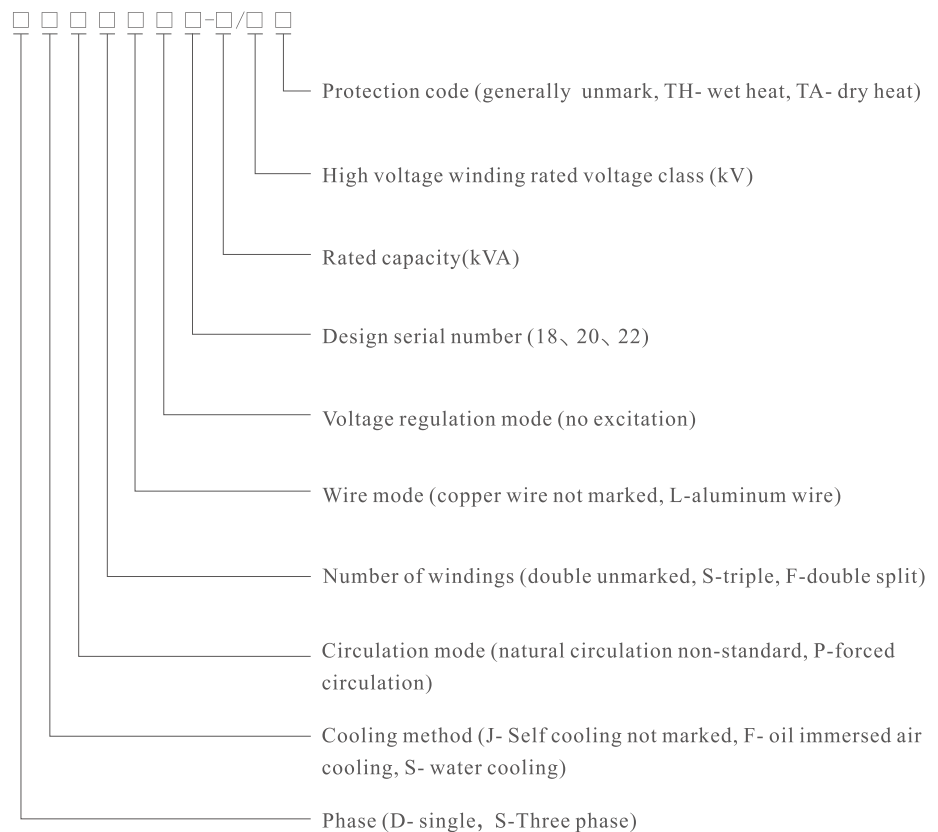 □□□□□□□-□/□□
Protection code (generally unmark, TH- wet heat, TA- dry heat)
High voltage winding rated voltage class (kV)
Rated capacity(kVA)
Design serial number (18、20、22)
Voltage regulation mode (no excitation)
Wire mode (copper wire not marked, L-aluminum wire)
Number of windings (double unmarked, S-triple, F-double split)
Circulation mode (natural circulation non-standard, P-forced
circulation)
Cooling method (J- Self cooling not marked, F- oil immersed air
cooling, S- water cooling)
Phase (D- single，S-Three phase)